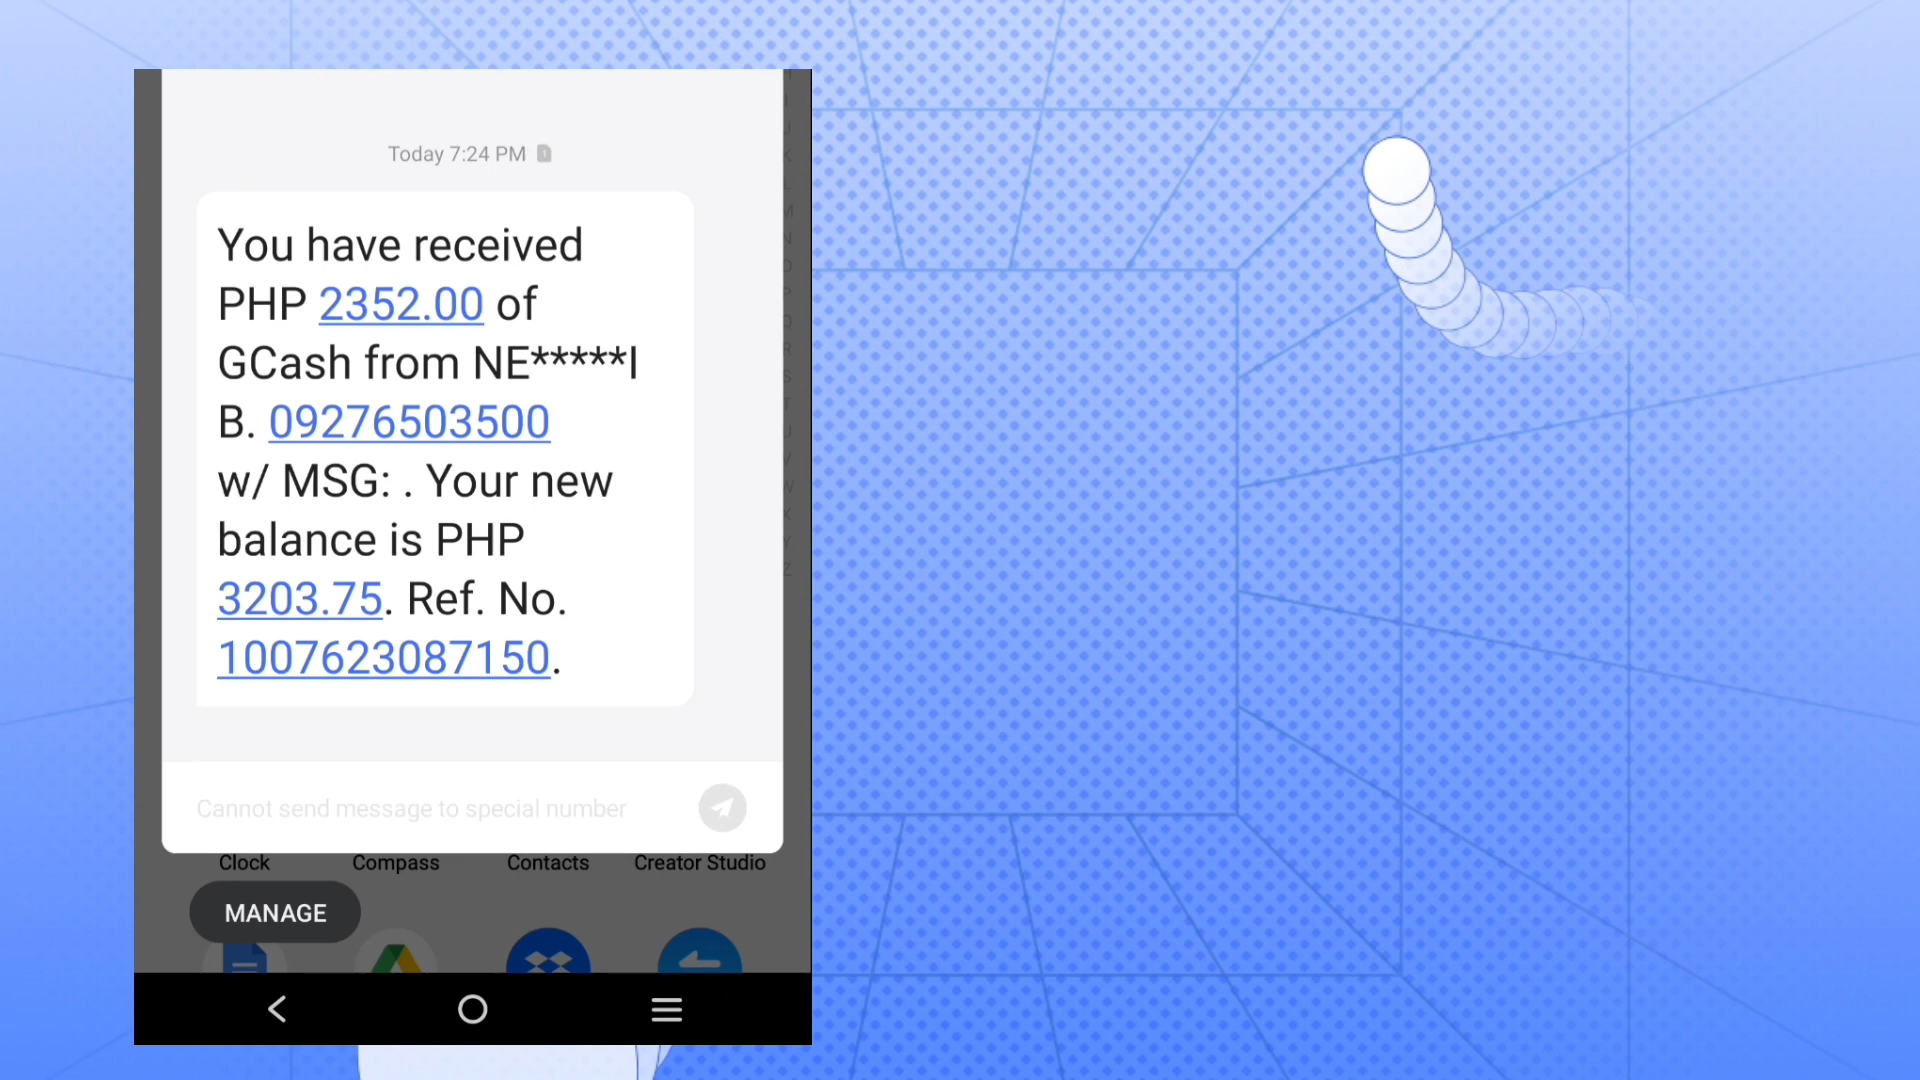 Today 7:24 PM
You have received
PHP 2352.00 of
GCash from NE*****I
B. 09276503500
w/ MSG: . Your new
balance is PHP
3203.75. Ref. No.
1007623087150.
Cannot send message to special number
Clock Compass Contacts Creator Studio
MANAGE